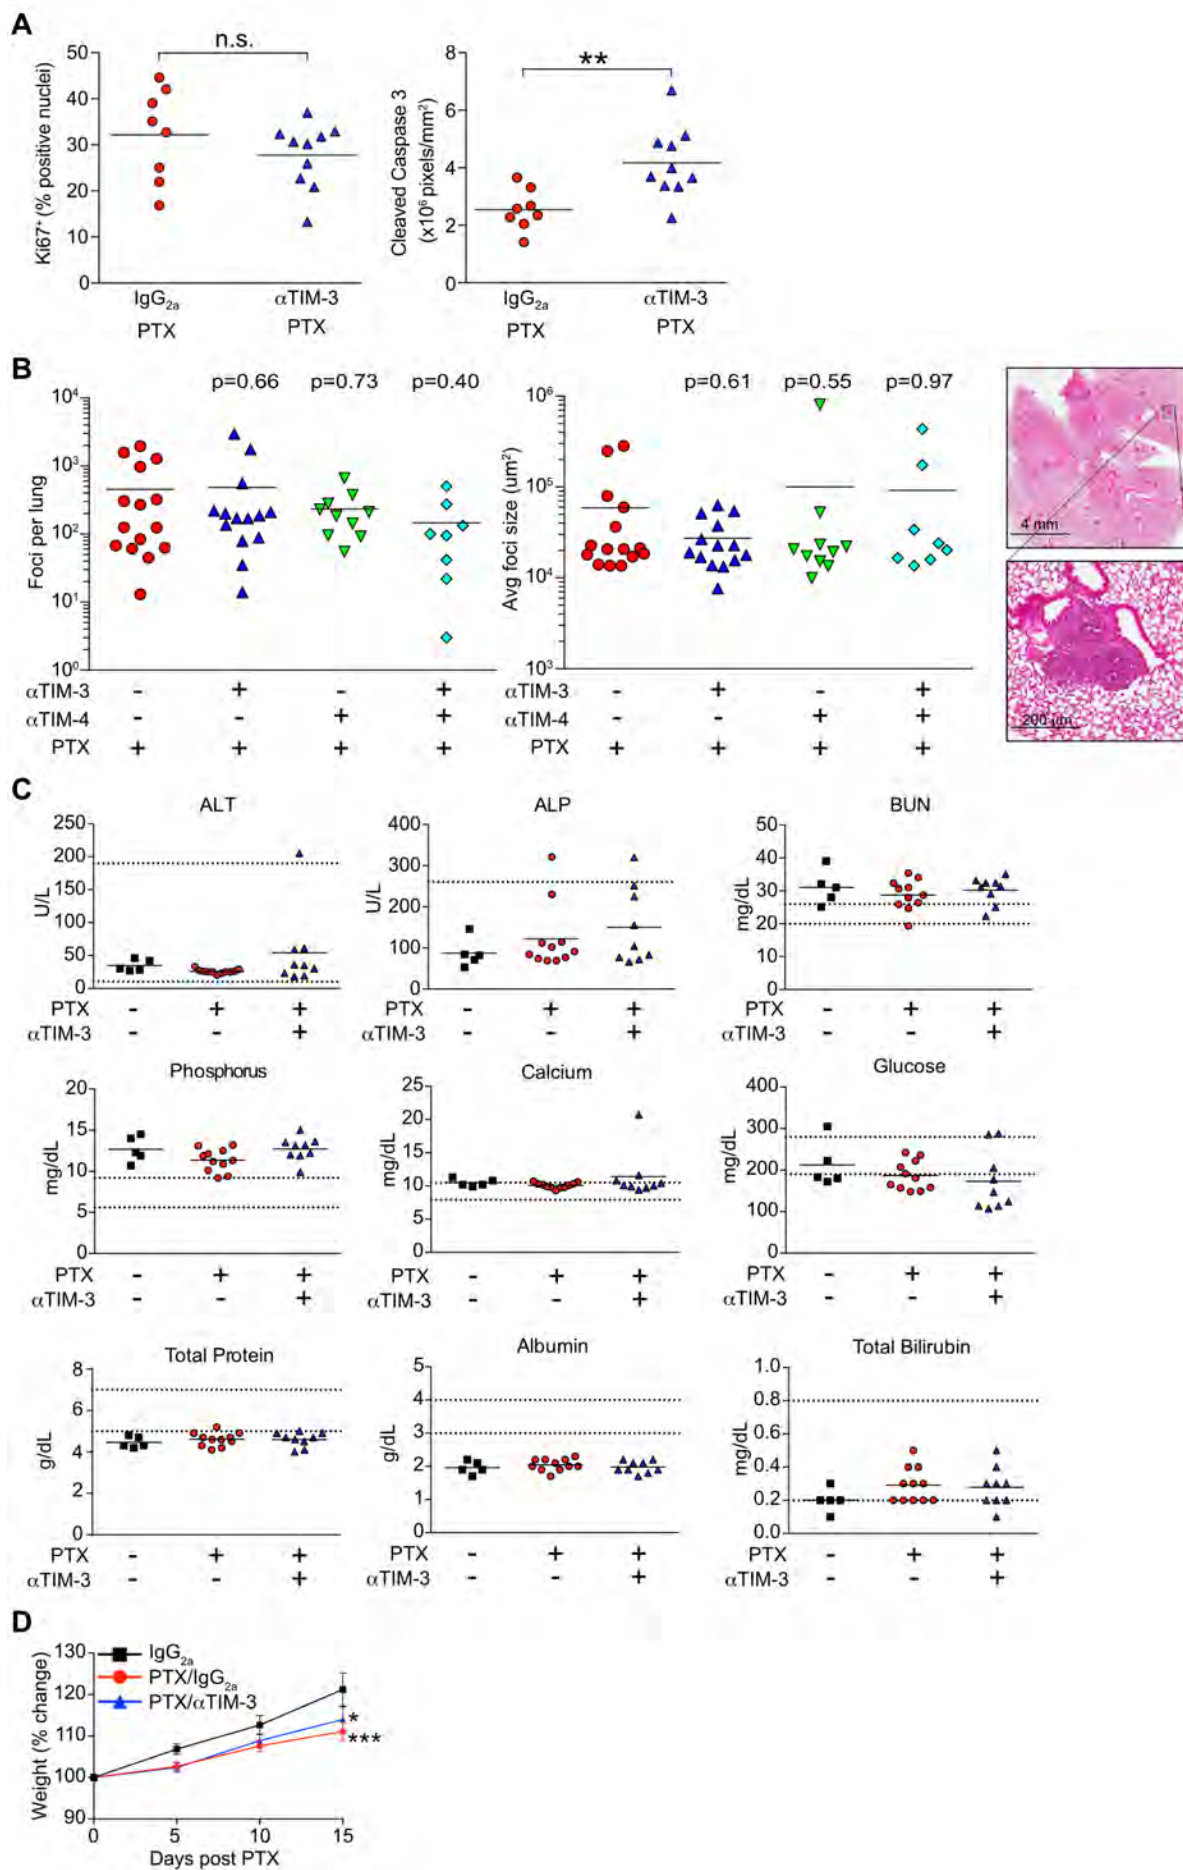 A
n.s.
Ki67⁺ (% positive nuclei)
50
40
30
20
10
0
IgG₂ₐ
PTX
αTIM-3
PTX
**
Cleaved Caspase 3
(x10⁶ pixels/mm²)
8
6
4
2
0
IgG₂ₐ
PTX
αTIM-3
PTX
B
p=0.66
p=0.73
p=0.40
Foci per lung
10⁴
10³
10²
10¹
10⁰
αTIM-3 - + - +
αTIM-4 - - + +
PTX + + + +
p=0.61
p=0.55
p=0.97
Avg foci size (um²)
10⁶
10⁵
10⁴
10³
- + - +
- - + +
PTX + + + +
4 mm
200 µm
C
ALT
U/L
250
200
150
100
50
0
PTX - + +
αTIM-3 - - +
ALP
U/L
400
300
200
100
0
PTX - + +
αTIM-3 - - +
BUN
mg/dL
50
40
30
20
10
0
PTX - + +
αTIM-3 - - +
Phosphorus
mg/dL
20
15
10
5
0
PTX - + +
αTIM-3 - - +
Calcium
mg/dL
25
20
15
10
5
0
PTX - + +
αTIM-3 - - +
Glucose
mg/dL
400
300
200
100
0
PTX - + +
αTIM-3 - - +
Total Protein
g/dL
8
6
4
2
0
PTX - + +
αTIM-3 - - +
Albumin
g/dL
5
4
3
2
1
0
PTX - + +
αTIM-3 - - +
Total Bilirubin
mg/dL
1.0
0.8
0.6
0.4
0.2
0.0
PTX - + +
αTIM-3 - - +
D
IgG₂ₐ
PTX/IgG₂ₐ
PTX/αTIM-3
Weight (% change)
130
120
110
100
90
*
***
0 5 10 15
Days post PTX